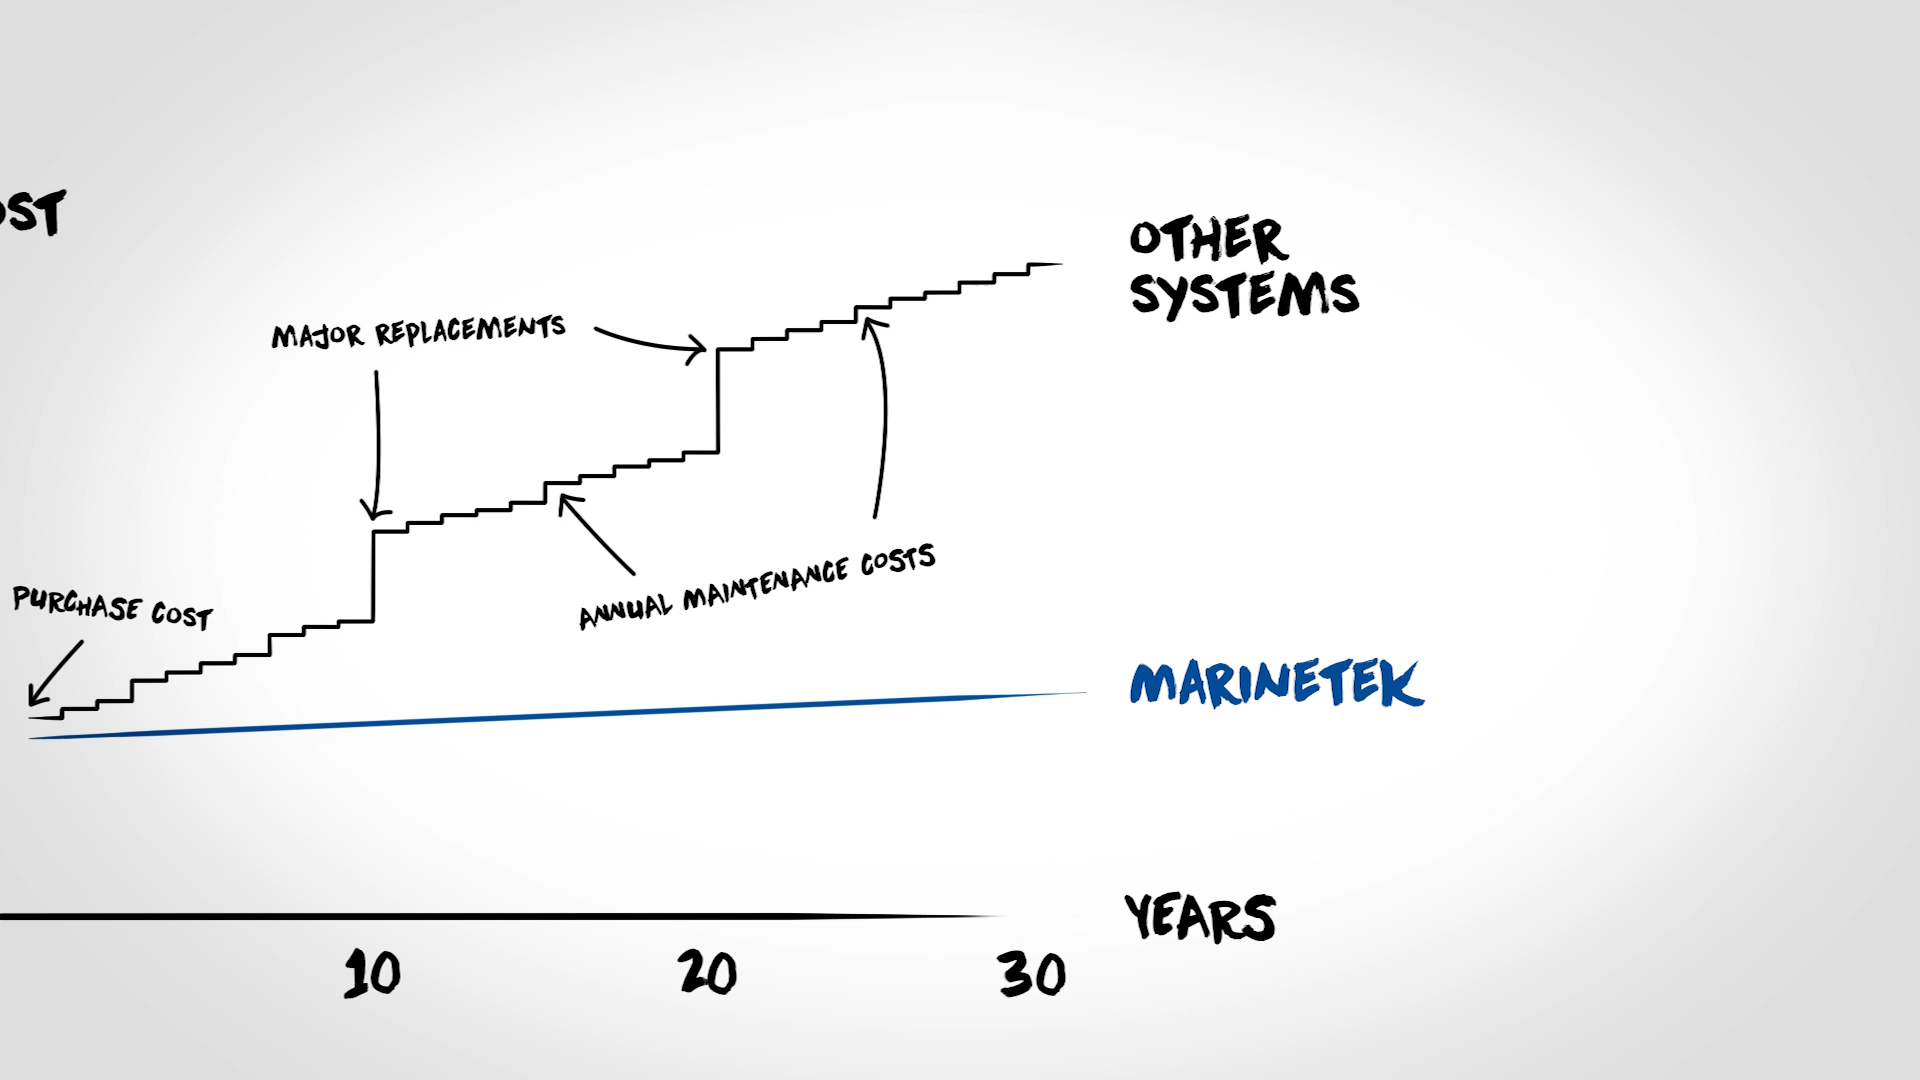 OST
OTHER
SYSTEMS
MAJOR REPLACEMENTS
PURCHASE COST
ANNUAL MAINTENANCE COSTS
MARINETEK
YEARS
10 20 30